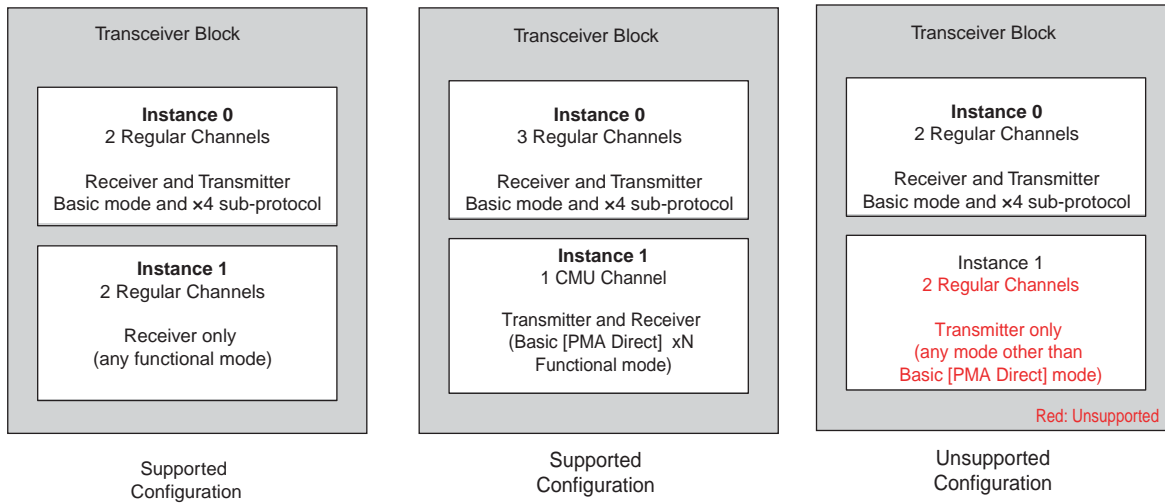 Transceiver Block
Instance 0
2 Regular Channels
Receiver and Transmitter
Basic mode and ×4 sub-protocol
Instance 1
2 Regular Channels
Receiver only
(any functional mode)
Supported
Configuration
Transceiver Block
Instance 0
3 Regular Channels
Receiver and Transmitter
Basic mode and ×4 sub-protocol
Instance 1
1 CMU Channel
Transmitter and Receiver
(Basic [PMA Direct] xN
Functional mode)
Supported
Configuration
Transceiver Block
Instance 0
2 Regular Channels
Receiver and Transmitter
Basic mode and ×4 sub-protocol
Instance 1
2 Regular Channels
Transmitter only
(any mode other than
Basic [PMA Direct] mode)
Red: Unsupported
Unsupported
Configuration